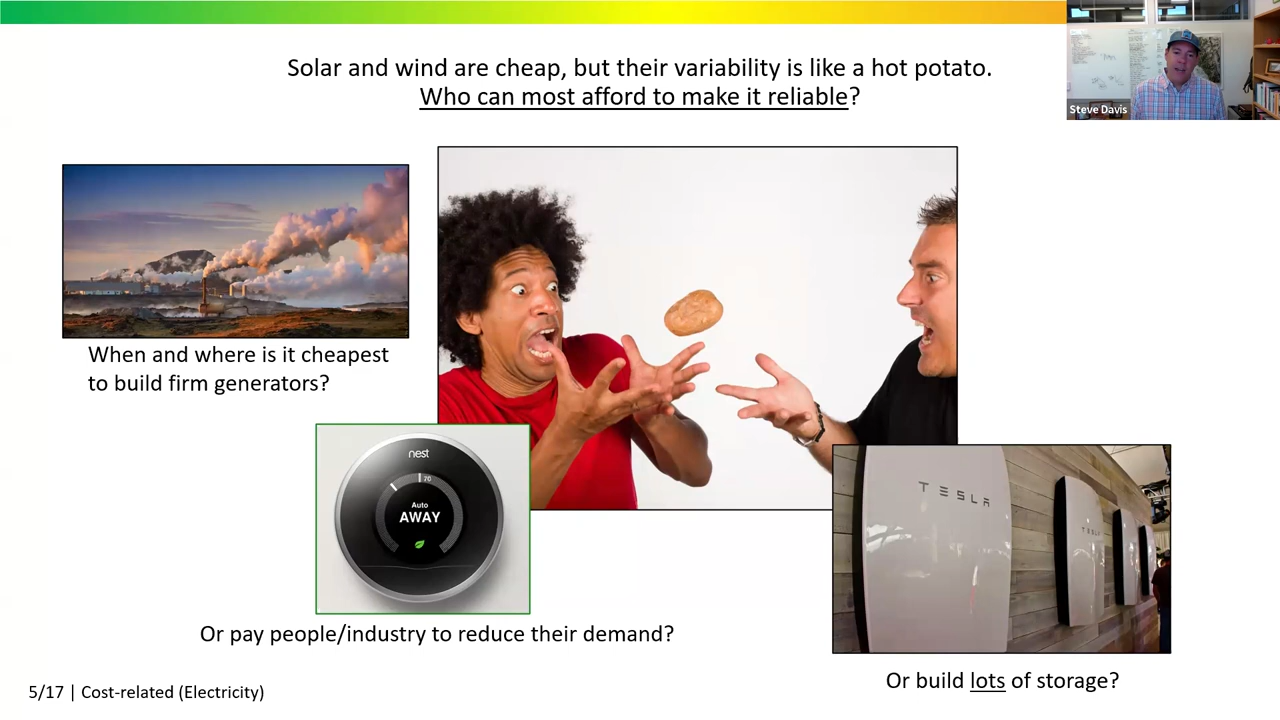 Solar and wind are cheap, but their variability is like a hot potato.
Who can most afford to make it reliable?
Steve Davis
When and where is it cheapest
to build firm generators?
nest
70
Auto
AWAY
Or pay people/industry to reduce their demand?
TESLA
TESLA
Or build lots of storage?
5/17 | Cost-related (Electricity)